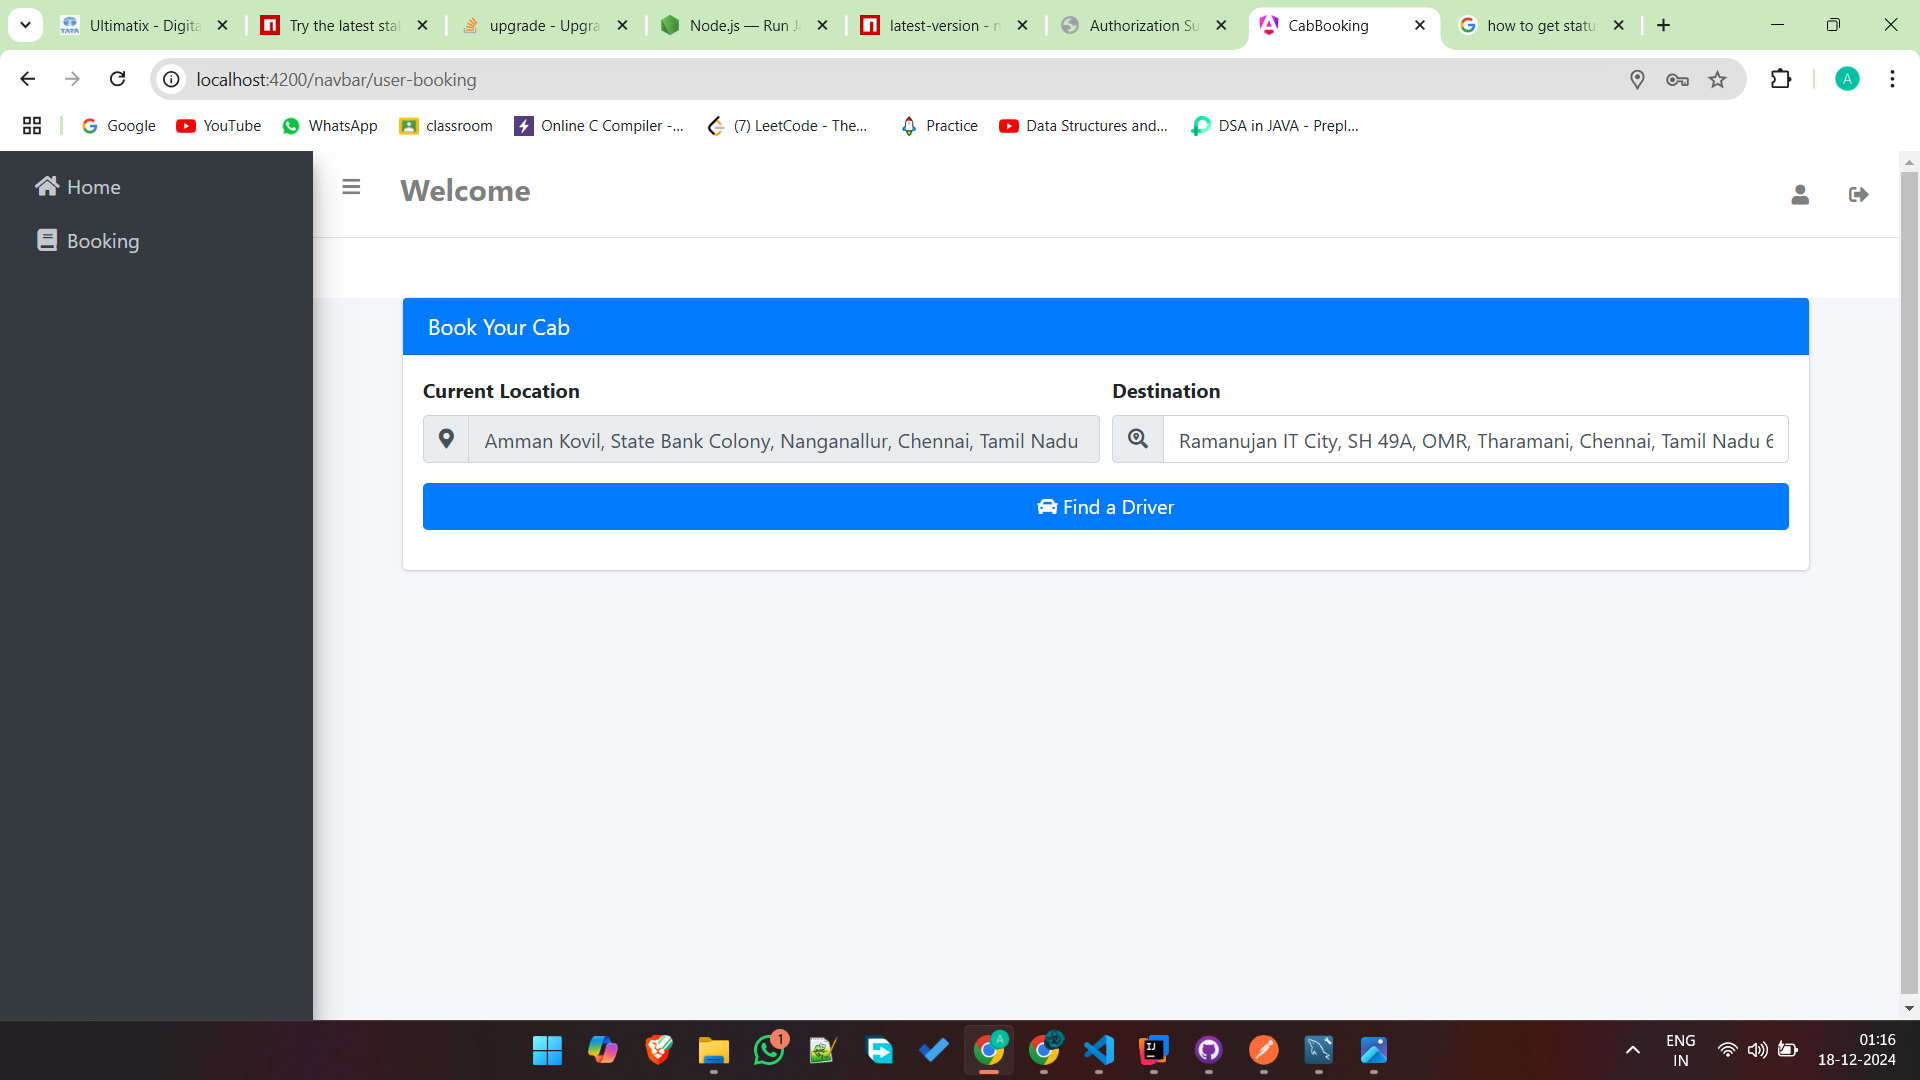 Ultimatix - Digita
Try the latest sta
upgrade - Upgra
Node.js — Run J
latest-version - n
Authorization Su
CabBooking
how to get statu
localhost:4200/navbar/user-booking
A
Google
YouTube
WhatsApp
classroom
Online C Compiler -...
(7) LeetCode - The...
Practice
Data Structures and...
DSA in JAVA - Prepl...
Home
Welcome
Booking
Book Your Cab
Current Location
Destination
Amman Kovil, State Bank Colony, Nanganallur, Chennai, Tamil Nadu
Ramanujan IT City, SH 49A, OMR, Tharamani, Chennai, Tamil Nadu 6
Find a Driver
1
A
ENG
IN
01:16
18-12-2024